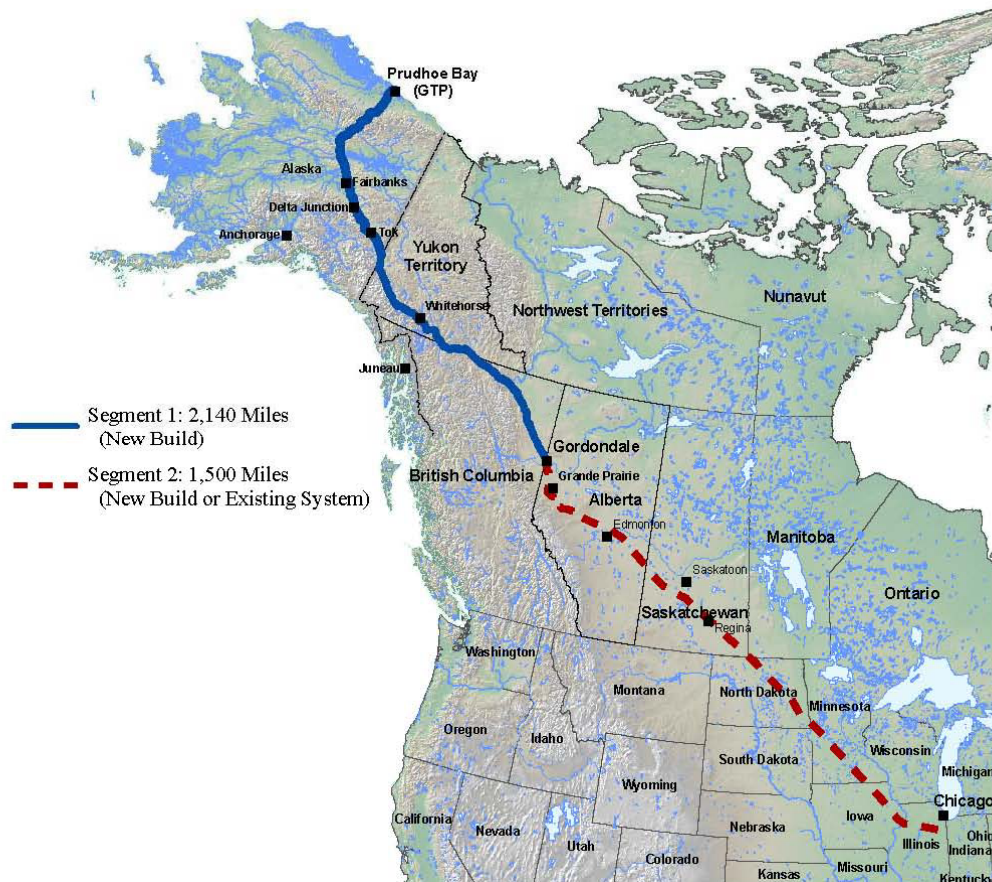 Prudhoe Bay
(GTP)
Alaska
Fairbanks
Delta Junction
Anchorage
Tok
Yukon
Territory
Whitehorse
Northwest Territories
Nunavut
Juneau
Segment 1: 2,140 Miles
(New Build)
Segment 2: 1,500 Miles
(New Build or Existing System)
Gordondale
British Columbia
Grande Prairie
Alberta
Edmonton
Manitoba
Saskatoon
Ontario
Saskatchewan
Regina
Washington
Montana
North Dakota
Minnesota
Oregon
Idaho
Wisconsin
South Dakota
Michigan
Wyoming
Chicago
California
Iowa
Nevada
Nebraska
Illinois
Ohio
Indiana
Utah
Colorado
Missouri
Kansas
Kentucky